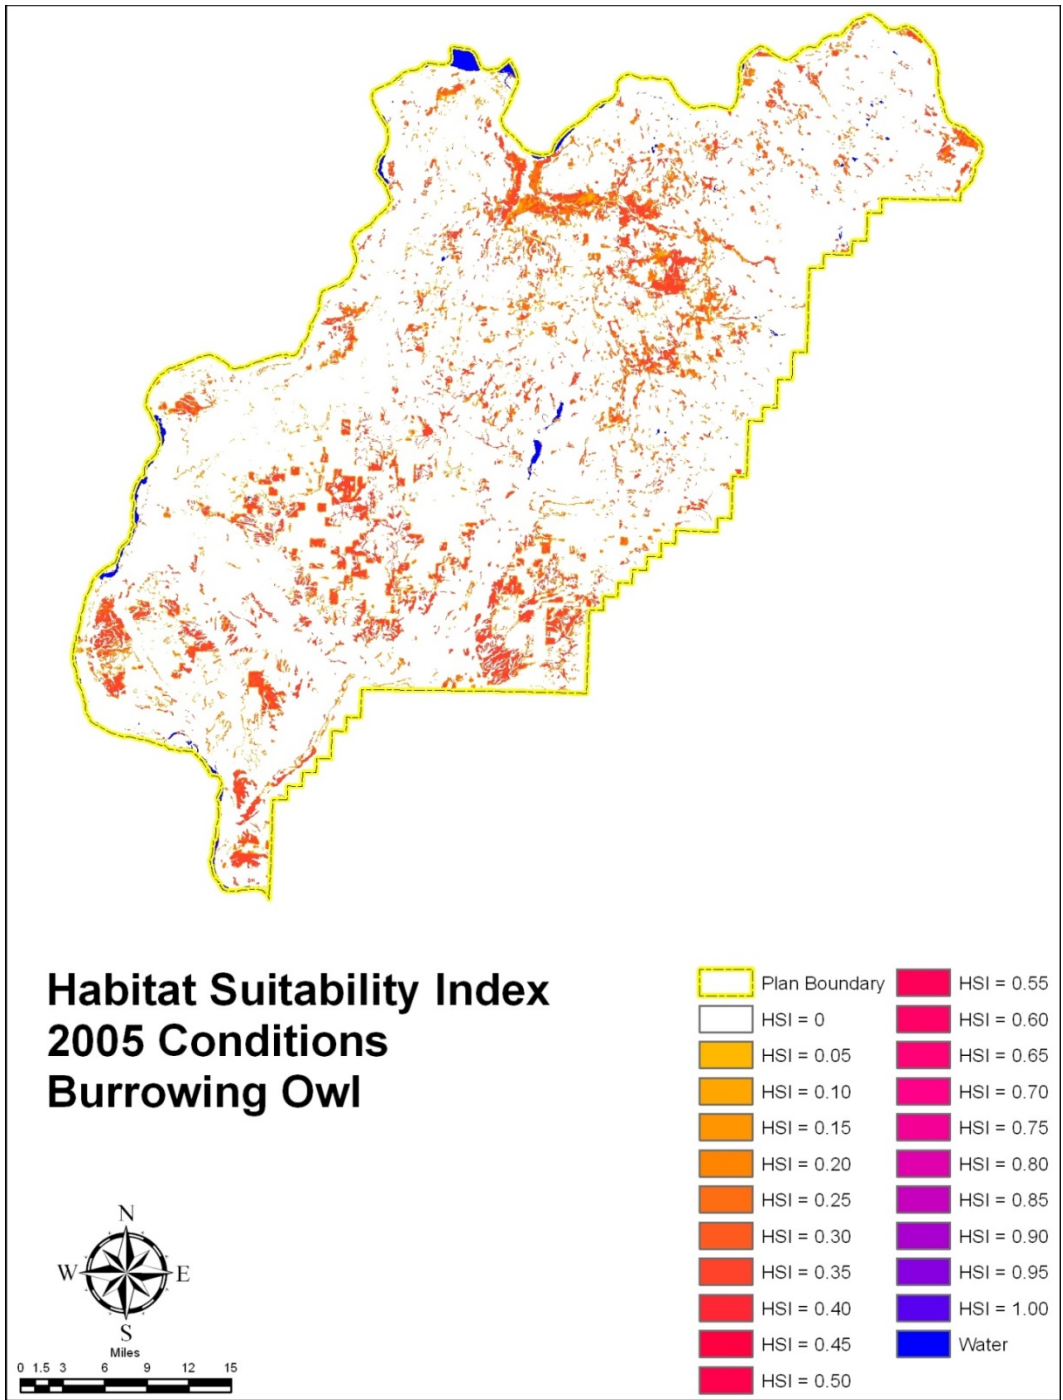 Habitat Suitability Index
2005 Conditions
Burrowing Owl
N
W
E
S
Miles
0 1.5 3 6 9 12 15
Plan Boundary
HSI = 0
HSI = 0.05
HSI = 0.10
HSI = 0.15
HSI = 0.20
HSI = 0.25
HSI = 0.30
HSI = 0.35
HSI = 0.40
HSI = 0.45
HSI = 0.50
HSI = 0.55
HSI = 0.60
HSI = 0.65
HSI = 0.70
HSI = 0.75
HSI = 0.80
HSI = 0.85
HSI = 0.90
HSI = 0.95
HSI = 1.00
Water